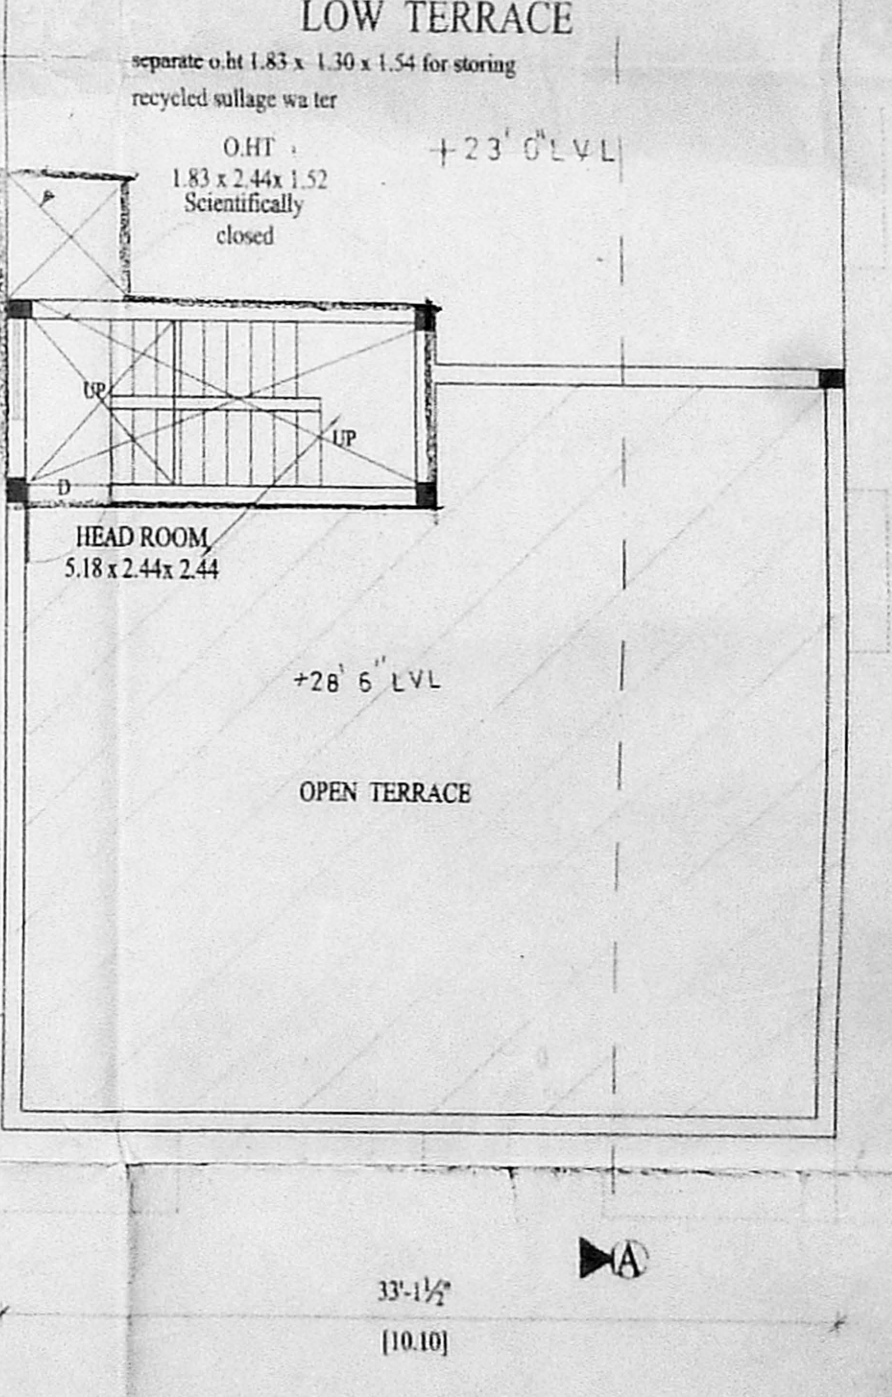 LOW TERRACE
separate o.ht 1.83 x 1.30 x 1.54 for storing
recycled sullage wa ter
O.HT
1.83 x 2.44x 1.52
Scientifically
closed
+23' 0" LVL
P
UP
UP
D
HEAD ROOM
5.18 x 2.44x 2.44
+28' 6" LVL
OPEN TERRACE
A
33'-1½"
[10.10]